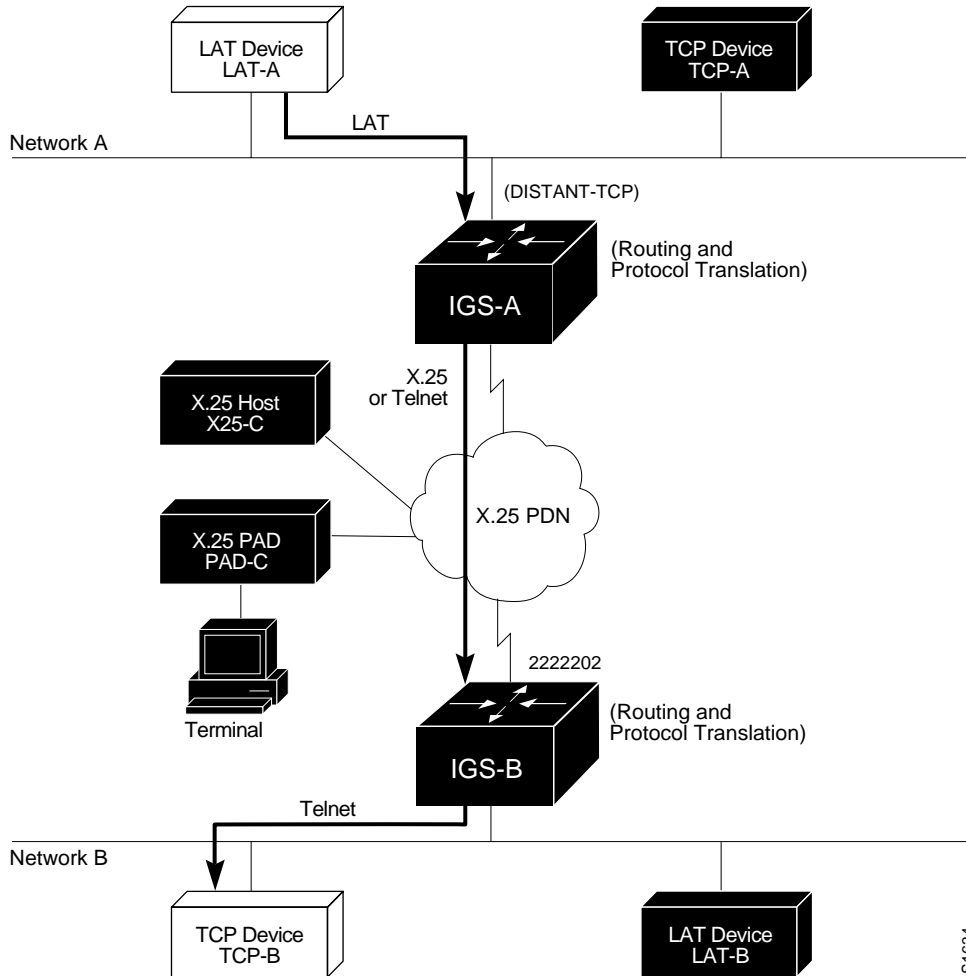 LAT Device
LAT-A
TCP Device
TCP-A
LAT
Network A
(DISTANT-TCP)
(Routing and
Protocol Translation)
IGS-A
X.25
or Telnet
X.25 Host
X25-C
X.25 PDN
X.25 PAD
PAD-C
2222202
Terminal
(Routing and
Protocol Translation)
IGS-B
Telnet
Network B
TCP Device
TCP-B
LAT Device
LAT-B